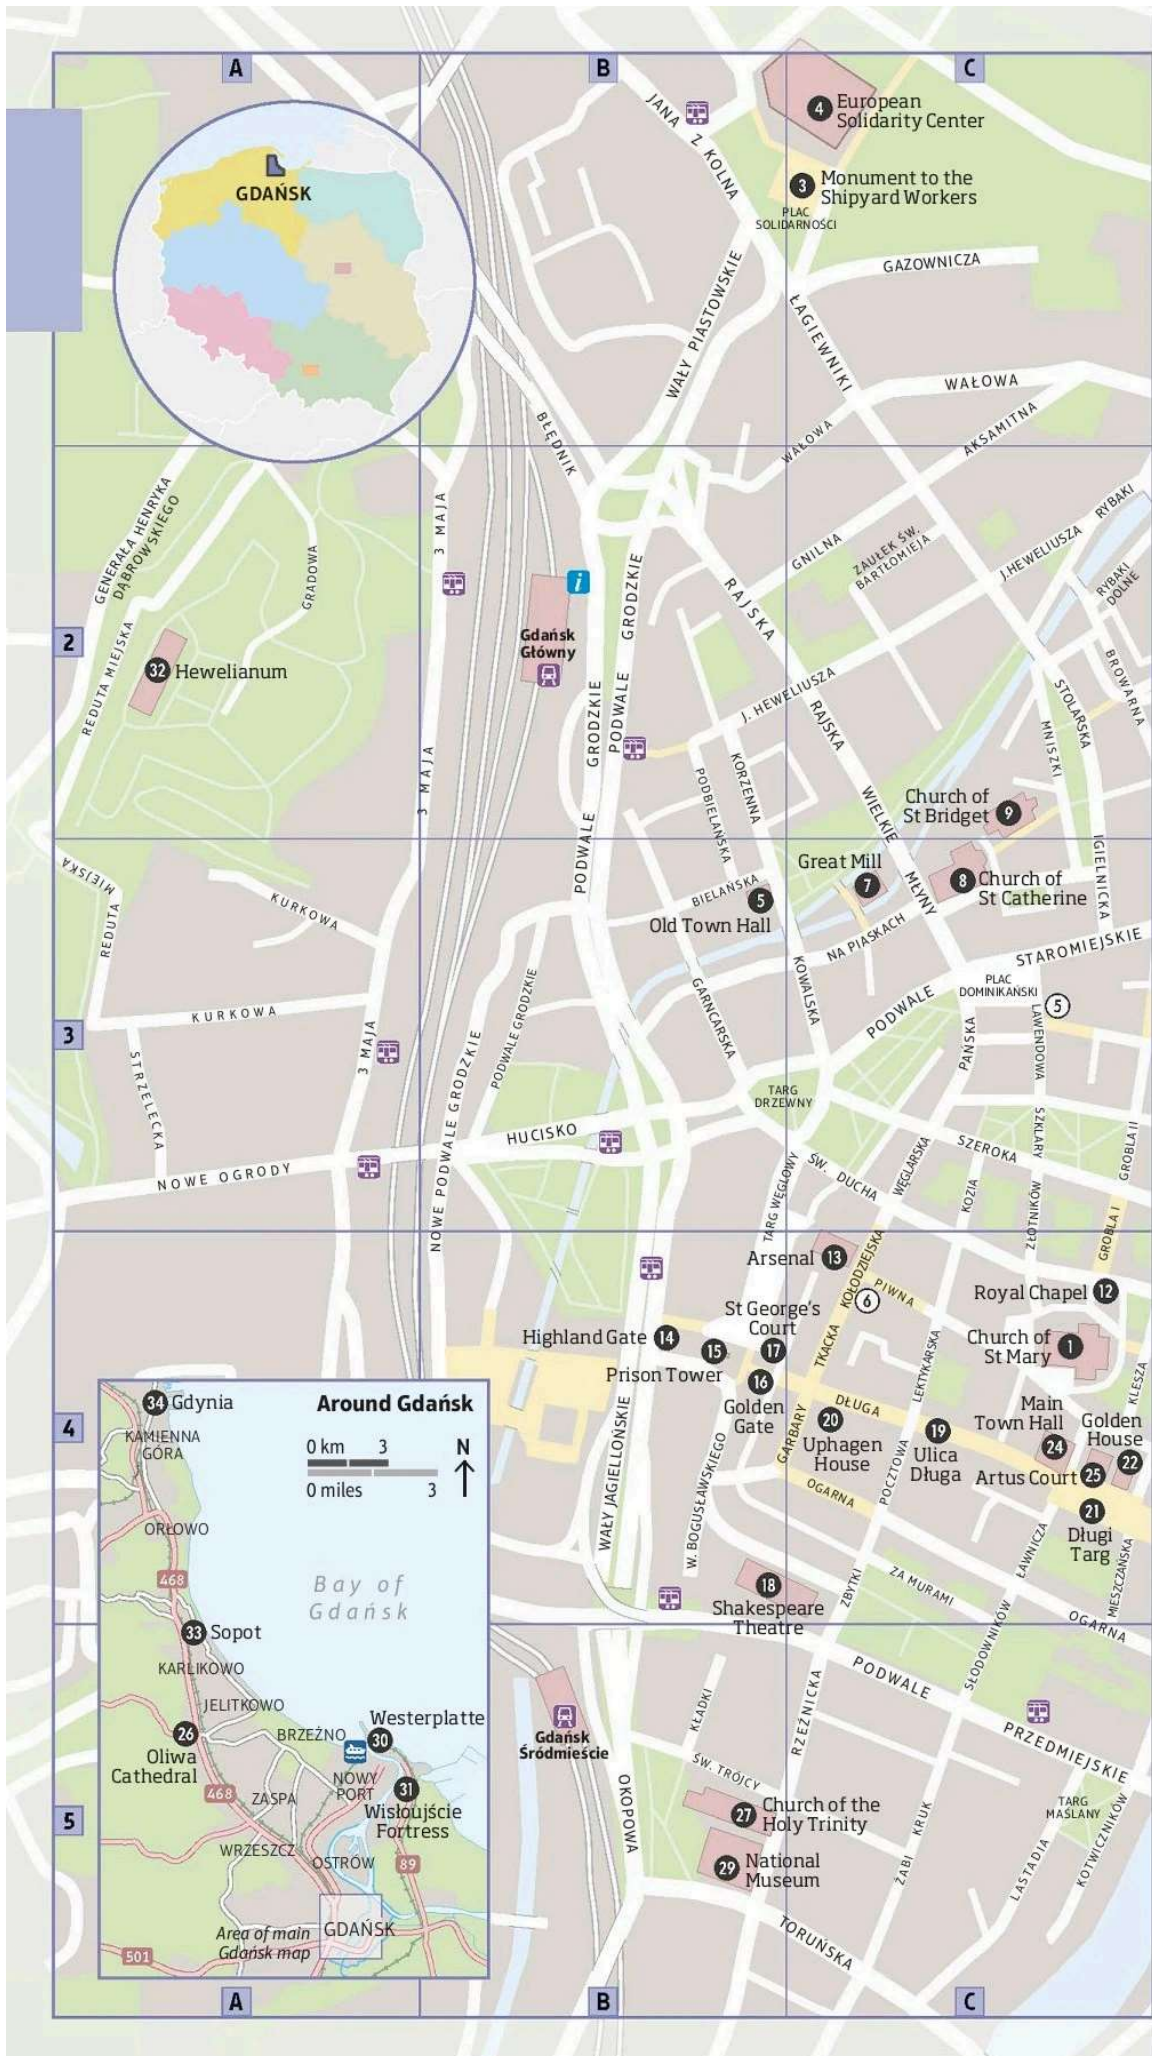 A
B
C
GDAŃSK
JANA Z KOLNA
4
European
Solidarity Center
3
Monument to the
Shipyard Workers
PLAC
SOLIDARNOŚCI
GAZOWNICZA
WAŁY PIASTOWSKIE
ŁAGIEWNIKI
WAŁOWA
WAŁOWA
AKSAMITNA
BŁĘDNIK
GENERAŁA HENRYKA
DĄBROWSKIEGO
GRADOWA
3 MAJA
RYBAKI
GNILNA
ZAUŁEK ŚW.
BARTŁOMIEJA
J.HEWELIUSZA
RYBAKI
DOLNE
2
REDUTA MIEJSKA
32
Hewelianum
i
Gdańsk
Główny
PODWALE GRODZKIE
RAJSKA
J. HEWELIUSZA
RAJSKA
STOLARSKA
BROWARNA
MNISZKI
3 MAJA
PODWALE GRODZKIE
PODBIELAŃSKA
KORZENNA
WIELKIE MŁYNY
Church of
St Bridget
9
REDUTA MIEJSKA
KURKOWA
Great Mill
7
8
Church of
St Catherine
IGIELNICKA
BIELAŃSKA
5
Old Town Hall
NA PIASKACH
STAROMIEJSKIE
PODWALE
PLAC
DOMINIKAŃSKI
5
3
KURKOWA
STRZELECKA
3 MAJA
PODWALE GRODZKIE
NOWE PODWALE GRODZKIE
GARNCARSKA
KOWALSKA
PAŃSKA
LAWENDOWA
TARG
DRZEWNY
HUCISKO
NOWE OGRODY
SZEROKA
SZKLARY
GROBLA II
ŚW. DUCHA
TARG WĘGLOWY
WĘGLARSKA
KOZIA
ZŁOTNIKÓW
GROBLA I
Arsenal
13
KOŁODZIEJSKA
6
PIWNA
Royal Chapel
12
St George's
Court
17
Highland Gate
14
15
Prison Tower
16
Golden
Gate
TKACKA
LEKTYKARSKA
Church of
St Mary
1
KLESZA
4
WAŁY JAGIELLOŃSKIE
W. BOGUSŁAWSKIEGO
GARBARY
DŁUGA
20
Uphagen
House
19
Ulica
Długa
Main
Town Hall
24
Golden
House
22
Artus Court
25
21
Długi
Targ
OGARNA
POCZTOWA
ŁAWNICZA
MIESZCZAŃSKA
18
Shakespeare
Theatre
ZBYTKI
ZA MURAMI
SŁODOWNIKÓW
OGARNA
Around Gdańsk
0 km 3
0 miles 3
N
34
Gdynia
KAMIENNA
GÓRA
ORŁOWO
468
Bay of
Gdańsk
33
Sopot
KARLIKOWO
JELITKOWO
BRZEŹNO
Westerplatte
30
26
Oliwa
Cathedral
NOWY
PORT
31
Wisłoujście
Fortress
468
ZASPA
WRZESZCZ
OSTRÓW
89
GDAŃSK
Area of main
Gdańsk map
501
Gdańsk
Śródmieście
PODWALE PRZEDMIEJSKIE
KŁADKI
RZEŹNICKA
ŚW. TRÓJCY
5
OKOPOWA
27
Church of the
Holy Trinity
29
National
Museum
ŻABI KRUK
TARG
MAŚLANY
LASTADIA
KOTWICZNIKÓW
TORUŃSKA
A
B
C